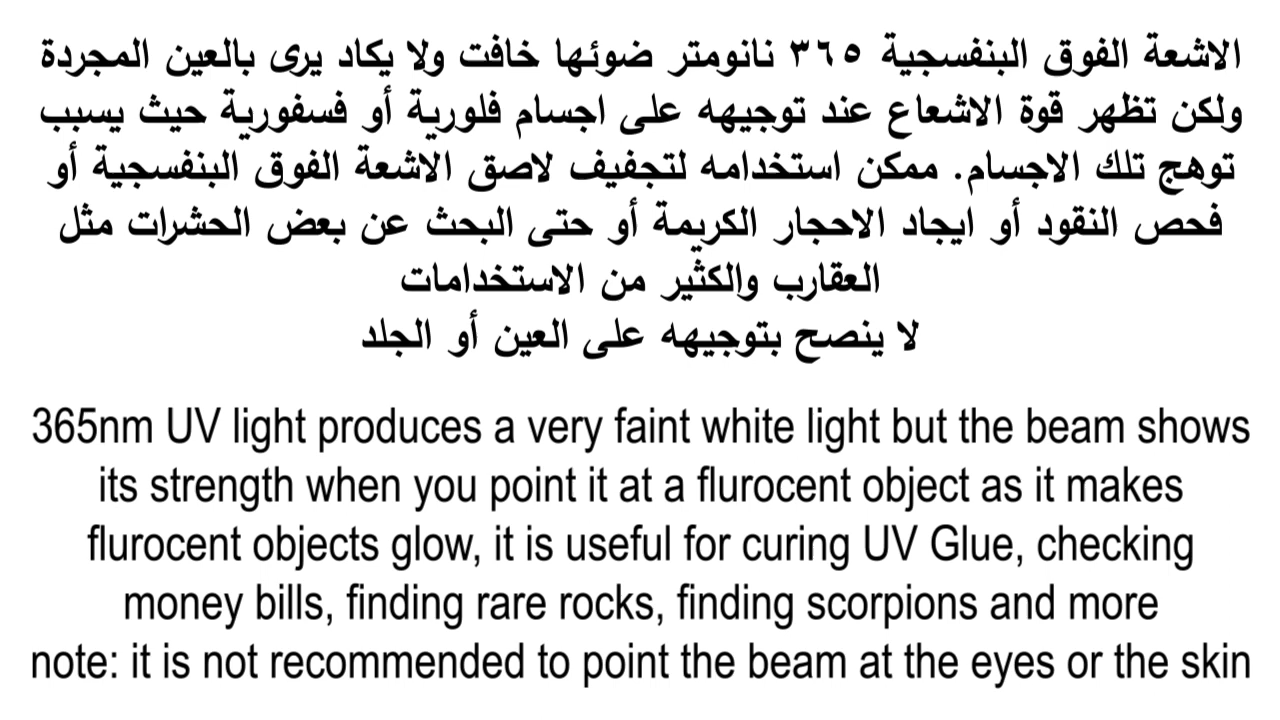 الاشعة الفوق البنفسجية ٣٦٥ نانومتر ضوئها خافت ولا يكاد يرى بالعين المجردة
ولكن تظهر قوة الاشعاع عند توجيهه على اجسام فلورية أو فسفورية حيث يسبب
توهج تلك الاجسام. ممكن استخدامه لتجفيف لاصق الاشعة الفوق البنفسجية أو
فحص النقود أو ايجاد الاحجار الكريمة أو حتى البحث عن بعض الحشرات مثل
العقارب والكثير من الاستخدامات
لا ينصح بتوجيهه على العين أو الجلد
365nm UV light produces a very faint white light but the beam shows
its strength when you point it at a flurocent object as it makes
flurocent objects glow, it is useful for curing UV Glue, checking
money bills, finding rare rocks, finding scorpions and more
note: it is not recommended to point the beam at the eyes or the skin